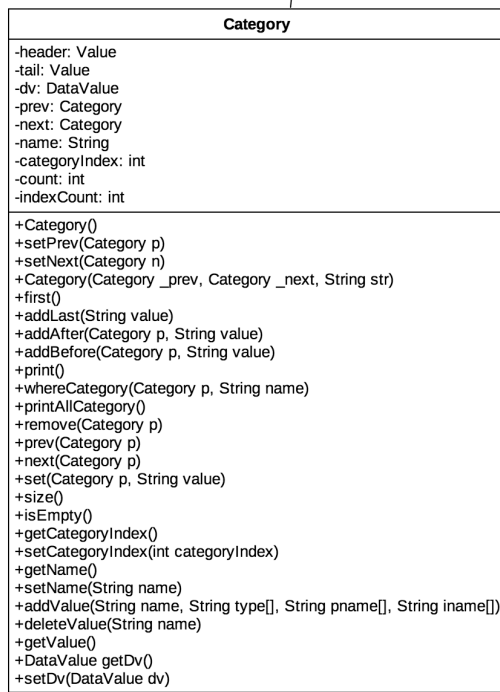 Category
-header: Value
-tail: Value
-dv: DataValue
-prev: Category
-next: Category
-name: String
-categoryIndex: int
-count: int
-indexCount: int
+Category()
+setPrev(Category p)
+setNext(Category n)
+Category(Category _prev, Category _next, String str)
+first()
+addLast(String value)
+addAfter(Category p, String value)
+addBefore(Category p, String value)
+print()
+whereCategory(Category p, String name)
+printAllCategory()
+remove(Category p)
+prev(Category p)
+next(Category p)
+set(Category p, String value)
+size()
+isEmpty()
+getCategoryIndex()
+setCategoryIndex(int categoryIndex)
+getName()
+setName(String name)
+addValue(String name, String type[], String pname[], String iname[])
+deleteValue(String name)
+getValue()
+DataValue getDv()
+setDv(DataValue dv)